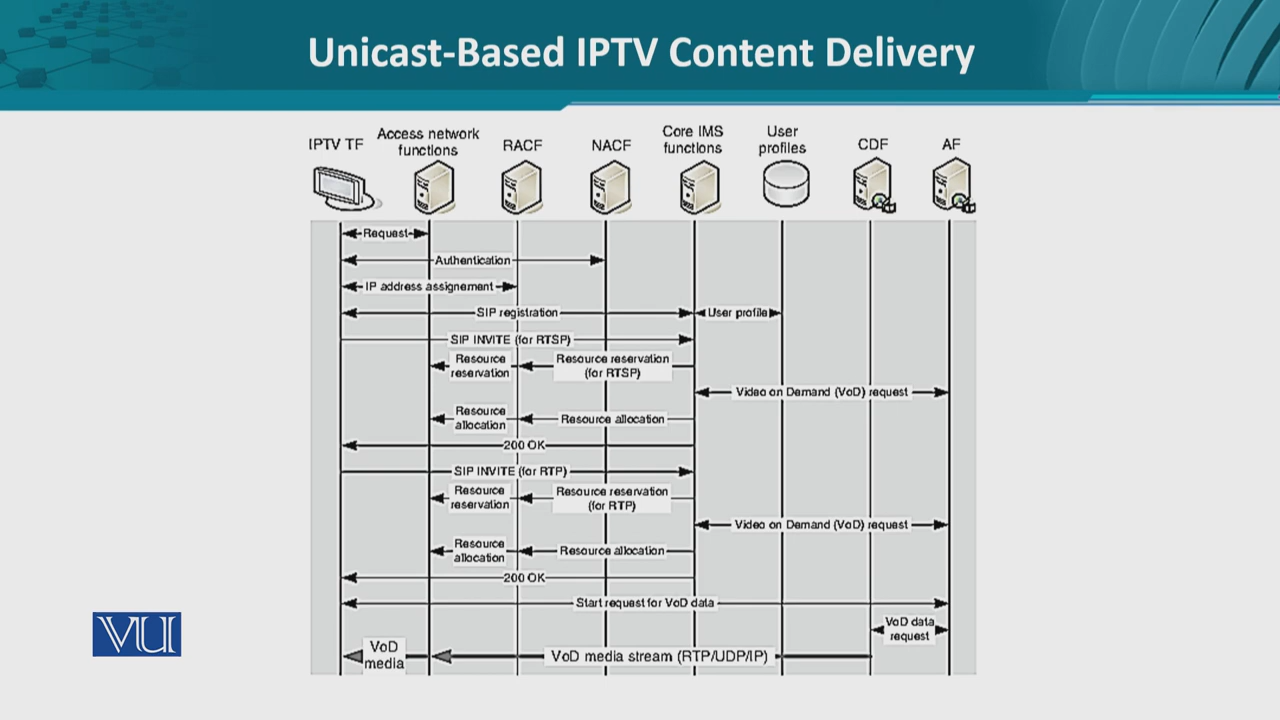 Unicast-Based IPTV Content Delivery
IPTV TF
Access network
functions
RACF
NACF
Core IMS
functions
User
profiles
CDF
AF
Request
Authentication
IP address assignement
SIP registration
User profile
SIP INVITE (for RTSP)
Resource
reservation
Resource reservation
(for RTSP)
Video on Demand (VoD) request
Resource
allocation
Resource allocation
200 OK
SIP INVITE (for RTP)
Resource
reservation
Resource reservation
(for RTP)
Video on Demand (VoD) request
Resource
allocation
Resource allocation
200 OK
Start request for VoD data
VoD data
request
VoD
media
VoD media stream (RTP/UDP/IP)
VU